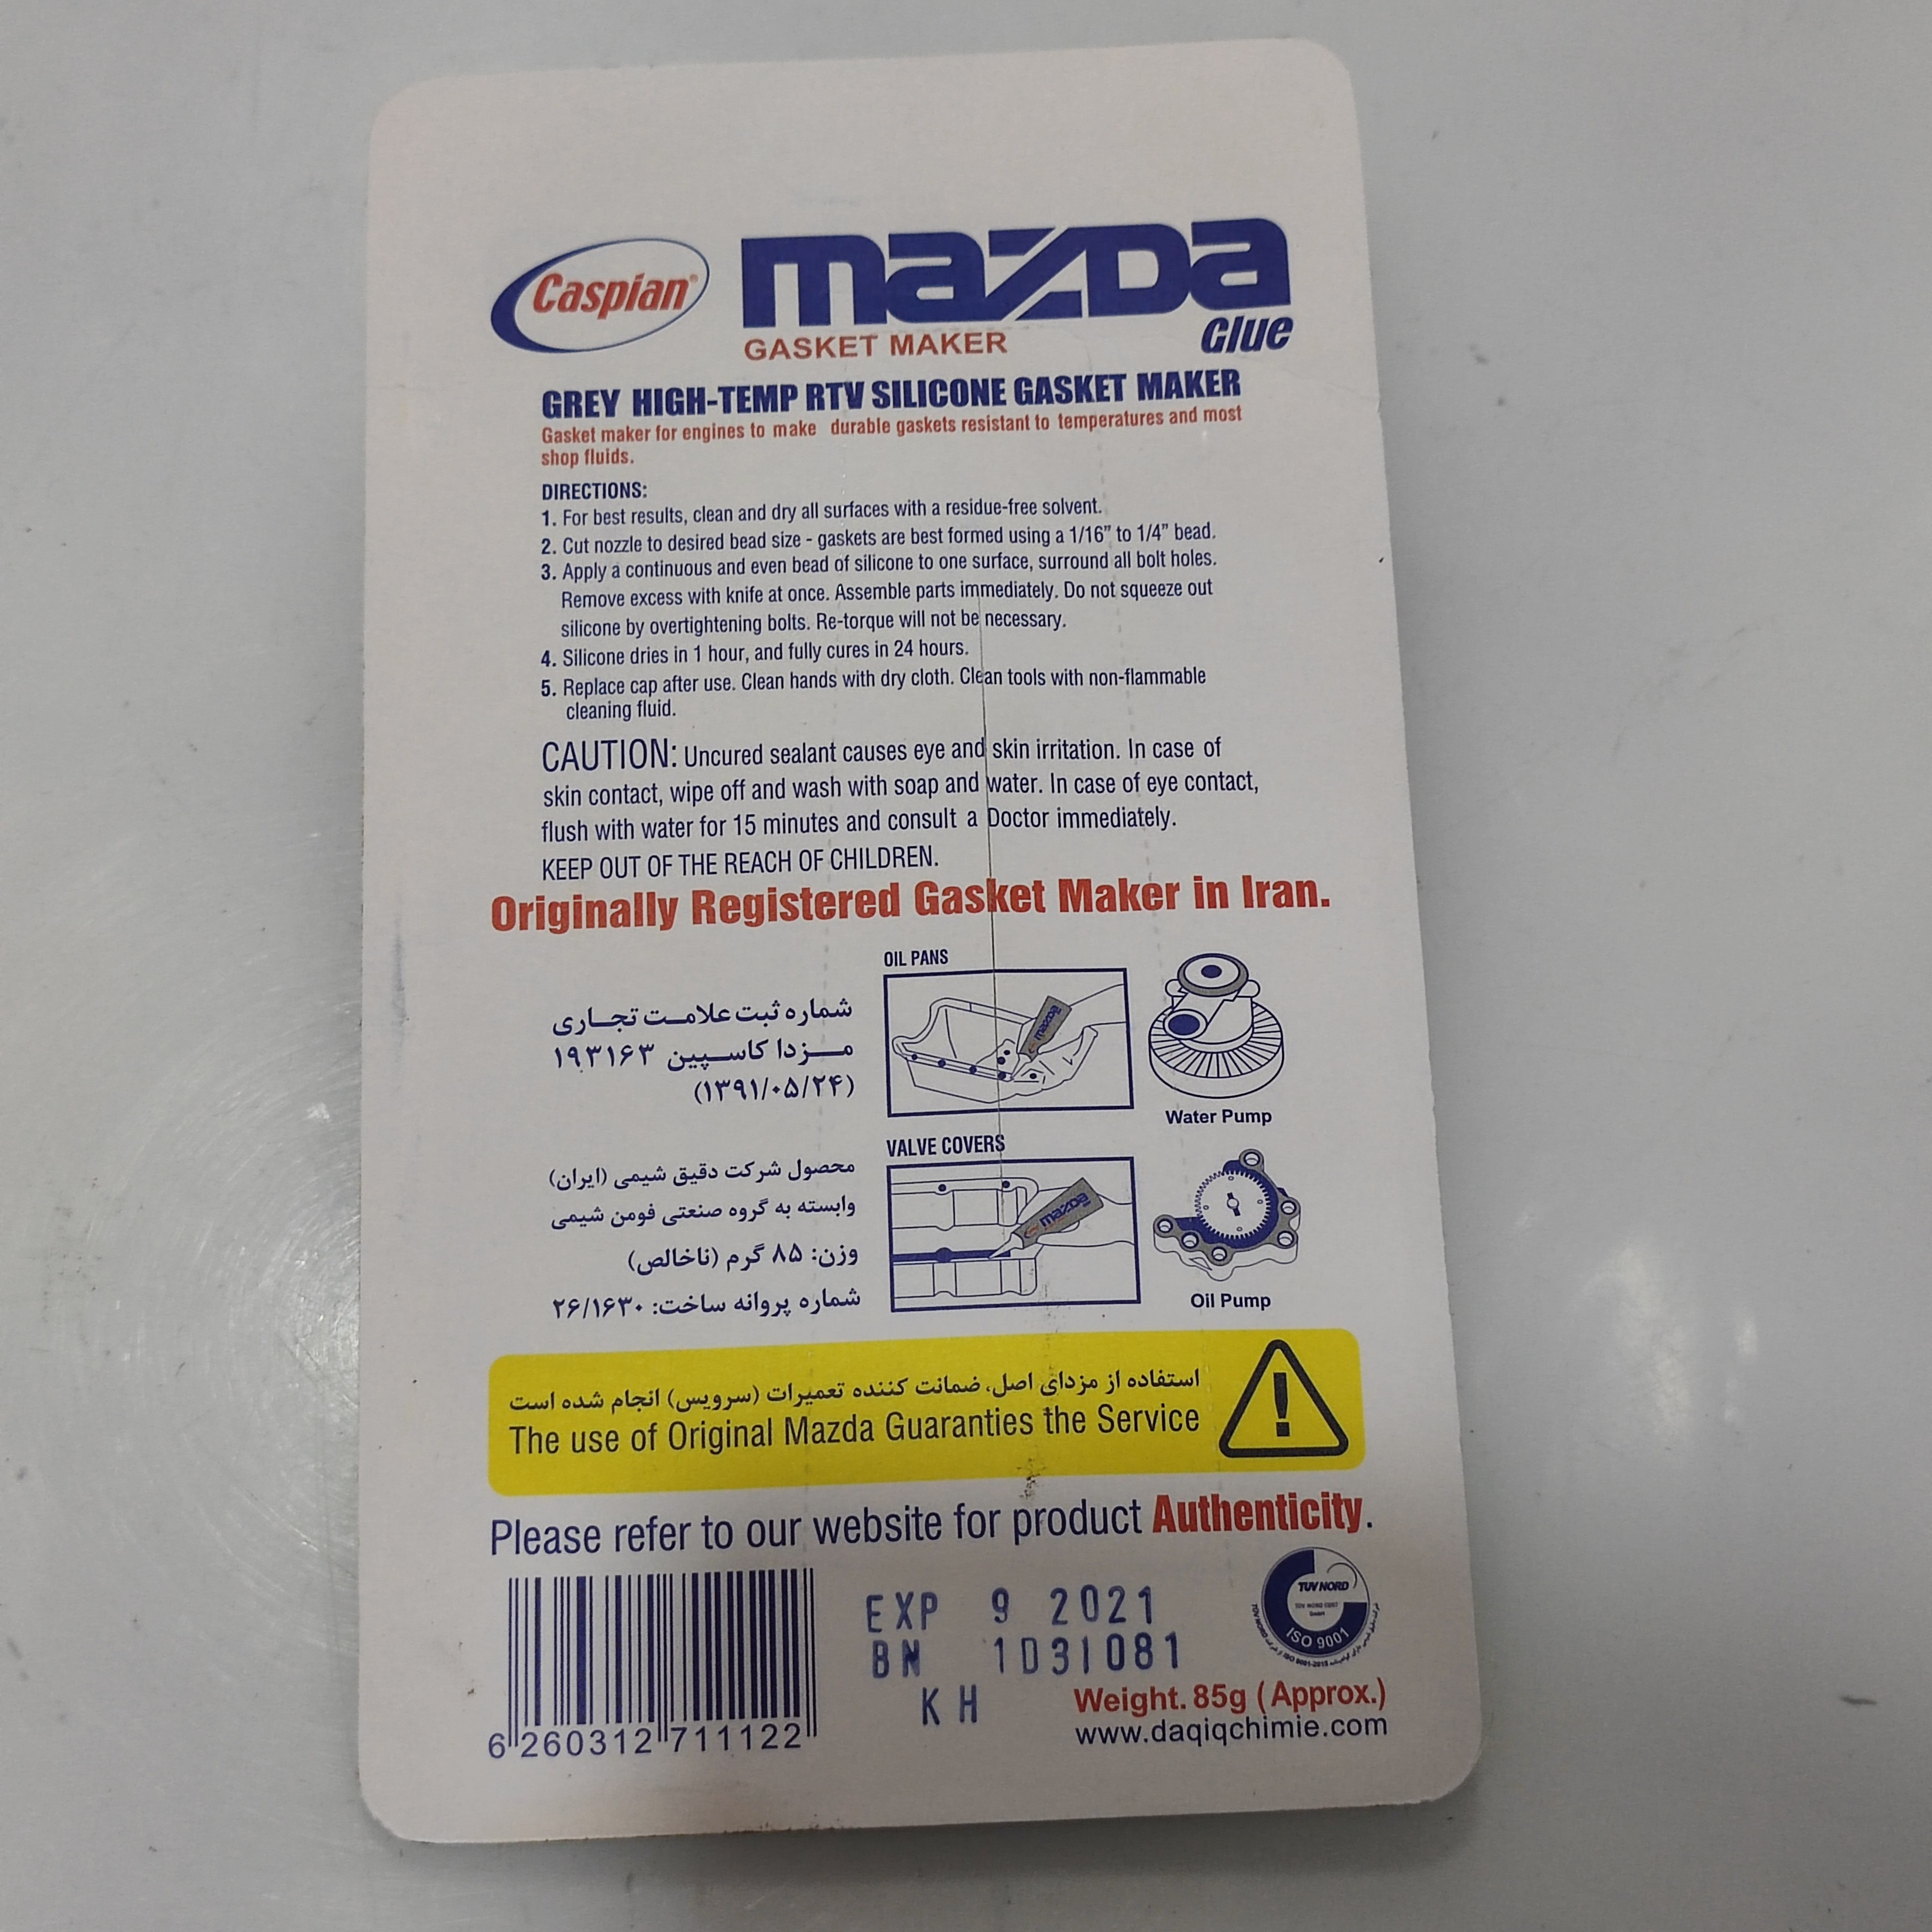 Caspian®
mazda
GASKET MAKER
Glue
GREY HIGH-TEMP RTV SILICONE GASKET MAKER
Gasket maker for engines to make durable gaskets resistant to temperatures and most
shop fluids.
DIRECTIONS:
1. For best results, clean and dry all surfaces with a residue-free solvent.
2. Cut nozzle to desired bead size - gaskets are best formed using a 1/16" to 1/4" bead.
3. Apply a continuous and even bead of silicone to one surface, surround all bolt holes.
Remove excess with knife at once. Assemble parts immediately. Do not squeeze out
silicone by overtightening bolts. Re-torque will not be necessary.
4. Silicone dries in 1 hour, and fully cures in 24 hours.
5. Replace cap after use. Clean hands with dry cloth. Clean tools with non-flammable
cleaning fluid.
CAUTION: Uncured sealant causes eye and skin irritation. In case of
skin contact, wipe off and wash with soap and water. In case of eye contact,
flush with water for 15 minutes and consult a Doctor immediately.
KEEP OUT OF THE REACH OF CHILDREN.
Originally Registered Gasket Maker in Iran.
شماره ثبت علامت تجاری
مزدا کاسپین ۱۹۳۱۶۳
(۱۳۹۱/۰۵/۲۴)
OIL PANS
mazda
Water Pump
محصول شرکت دقیق شیمی (ایران)
وابسته به گروه صنعتی فومن شیمی
وزن: ۸۵ گرم (ناخالص)
شماره پروانه ساخت: ۲۶/۱۶۳۰
VALVE COVERS
mazda
Oil Pump
استفاده از مزدای اصل، ضمانت کننده تعمیرات (سرویس) انجام شده است
The use of Original Mazda Guaranties the Service
Please refer to our website for product Authenticity.
EXP 9 2021
BN 1D31081
KH
TUV NORD
TUV NORD CERT
GmbH
ISO 9001
Weight. 85g (Approx.)
www.daqiqchimie.com
6 260312 711122